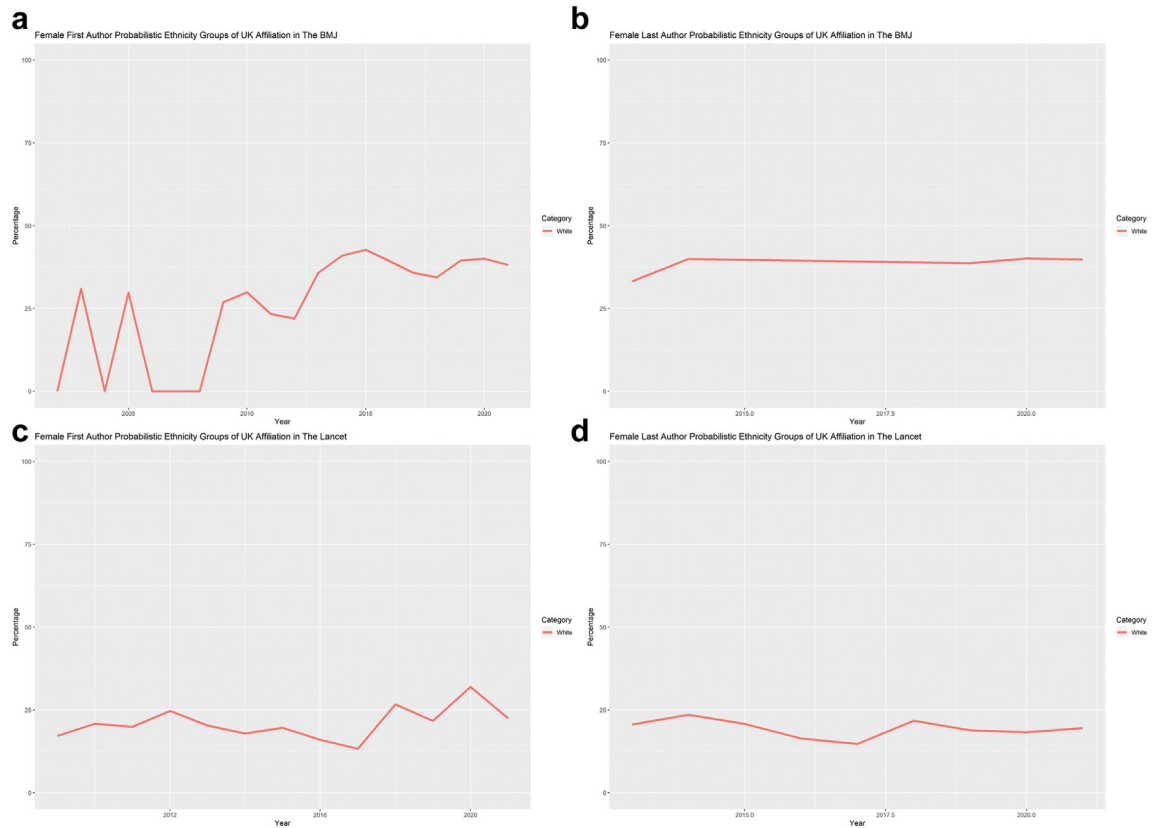 a
Female First Author Probabilistic Ethnicity Groups of UK Affiliation in The BMJ
100
75
50
25
0
Percentage
2005
2010
2015
2020
Year
Category
White
b
Female Last Author Probabilistic Ethnicity Groups of UK Affiliation in The BMJ
100
75
50
25
0
Percentage
2015.0
2017.5
2020.0
Year
Category
White
c
Female First Author Probabilistic Ethnicity Groups of UK Affiliation in The Lancet
100
75
50
25
0
Percentage
2012
2016
2020
Year
Category
White
d
Female Last Author Probabilistic Ethnicity Groups of UK Affiliation in The Lancet
100
75
50
25
0
Percentage
2015.0
2017.5
2020.0
Year
Category
White